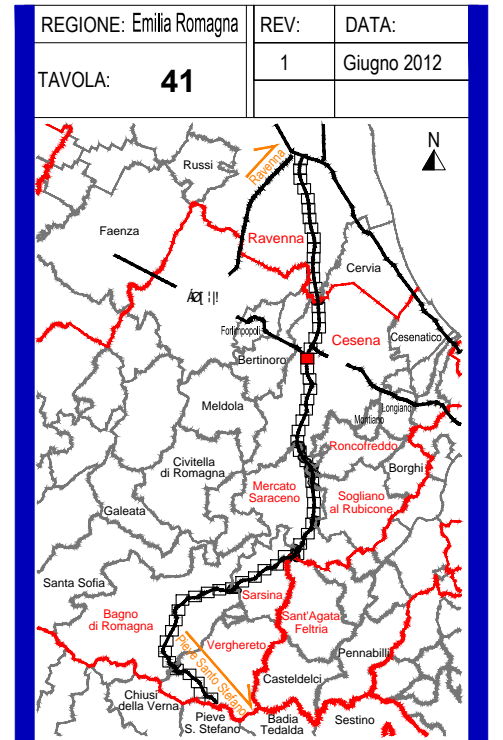 REGIONE: Emilia Romagna
REV:
DATA:
TAVOLA: 41
1
Giugno 2012
N
Russi
Ravenna
Faenza
Ravenna
Cervia
Forlimpopoli
Cesena
Cesenatico
Bertinoro
Meldola
Longiano
Montiano
Roncofreddo
Civitella
di Romagna
Borghi
Mercato
Saraceno
Sogliano
al Rubicone
Galeata
Santa Sofia
Sarsina
Bagno
di Romagna
Sant'Agata
Feltria
Verghereto
Pieve Santo Stefano
Pennabilli
Casteldelci
Chiusi
della Verna
Pieve
S. Stefano
Badia
Tedalda
Sestino